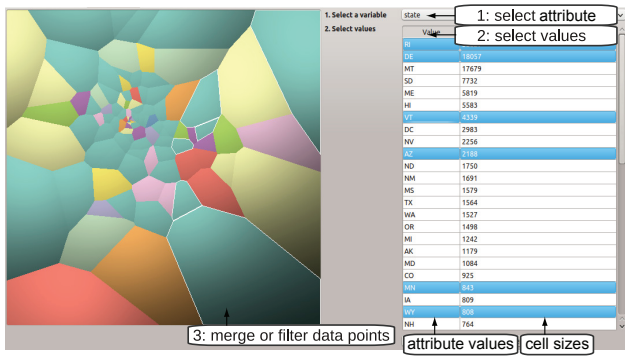 1. Select a variable
state
1: select attribute
2. Select values
Value
2: select values
RI
DE 18057
MT 17679
SD 7732
ME 5819
HI 5583
VT 4339
DC 2983
NV 2256
AZ 2188
ND 1750
NM 1691
MS 1579
TX 1564
WA 1527
OR 1498
MI 1242
AK 1179
MD 1084
CO 925
MN 843
IA 809
WY 808
NH 764
3: merge or filter data points
attribute values
cell sizes